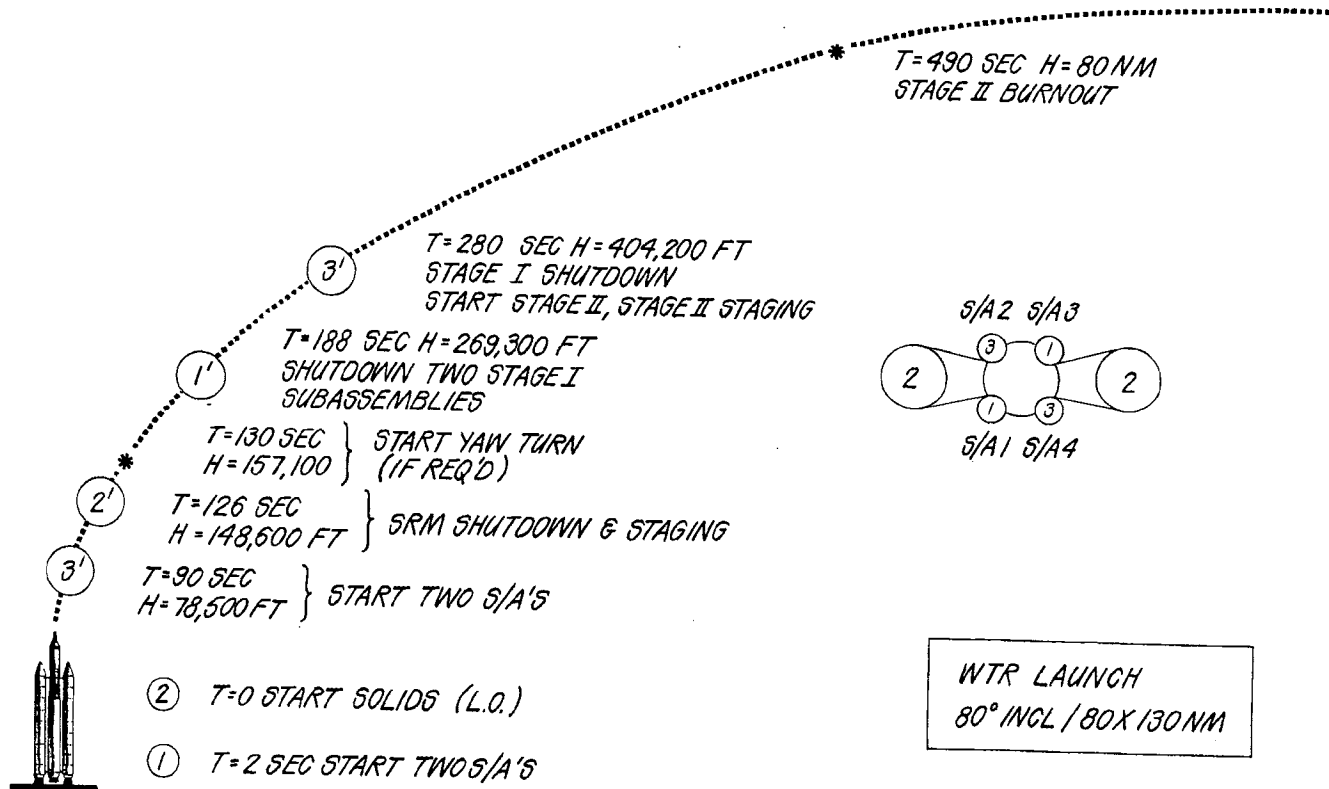 T=490 SEC H=80 NM
STAGE II BURNOUT
3'
T=280 SEC H=404,200 FT
STAGE I SHUTDOWN
START STAGE II, STAGE II STAGING
1'
T=188 SEC H=269,300 FT
SHUTDOWN TWO STAGE I
SUBASSEMBLIES
S/A2 S/A3
3 1
2 2
1 3
S/A1 S/A4
T=130 SEC
H=157,100
START YAW TURN
(IF REQ'D)
2'
T=126 SEC
H=148,600 FT
SRM SHUTDOWN & STAGING
3'
T=90 SEC
H=78,500 FT
START TWO S/A'S
2 T=0 START SOLIDS (L.O.)
1 T=2 SEC START TWO S/A'S
WTR LAUNCH
80° INCL / 80X130 NM